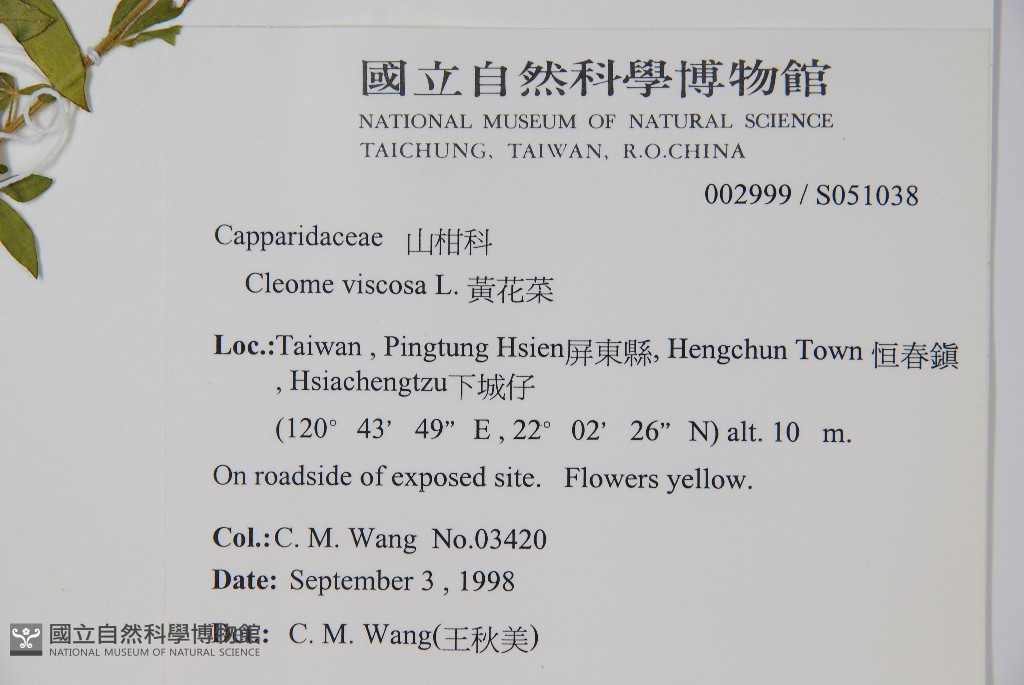 國立自然科學博物館
NATIONAL MUSEUM OF NATURAL SCIENCE
TAICHUNG, TAIWAN, R.O.CHINA
002999 / S051038
Capparidaceae 山柑科
Cleome viscosa L. 黃花菜
Loc.:Taiwan , Pingtung Hsien屏東縣, Hengchun Town 恒春鎮
, Hsiachengtzu下城仔
(120° 43’ 49” E , 22° 02’ 26” N) alt. 10 m.
On roadside of exposed site. Flowers yellow.
Col.:C. M. Wang No.03420
Date: September 3 , 1998
Det.: C. M. Wang(王秋美)
國立自然科學博物館
NATIONAL MUSEUM OF NATURAL SCIENCE